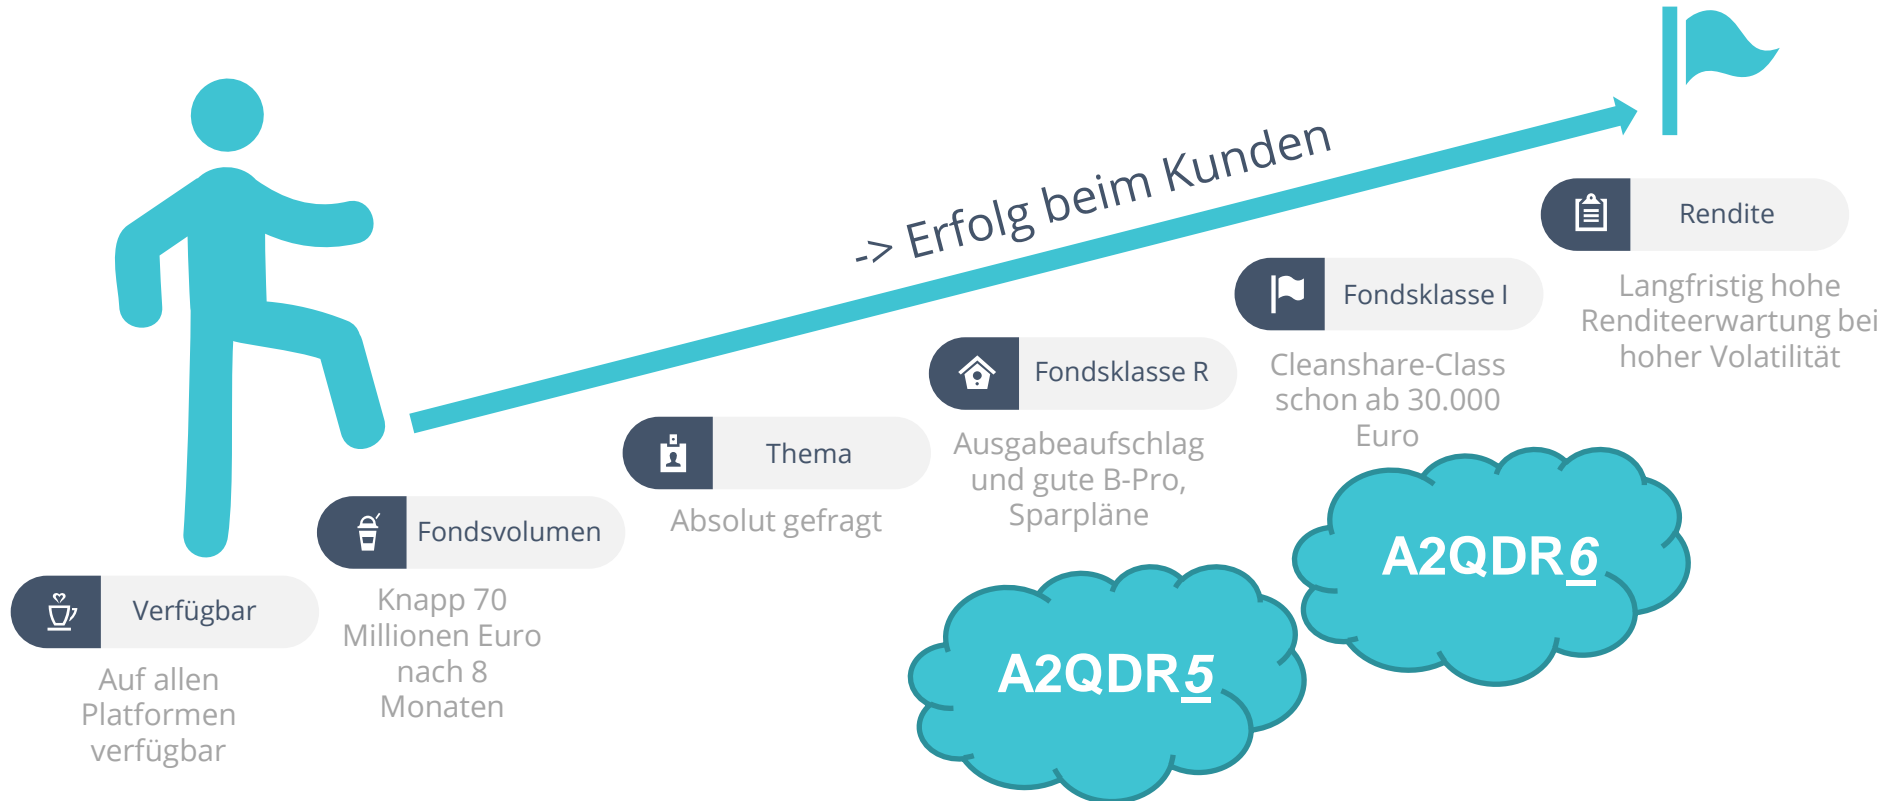 -> Erfolg beim Kunden
Verfügbar
Auf allen
Platformen
verfügbar
Fondsvolumen
Knapp 70
Millionen Euro
nach 8
Monaten
Thema
Absolut gefragt
Fondsklasse R
Ausgabeaufschlag
und gute B-Pro,
Sparpläne
A2QDR5
Fondsklasse I
Cleanshare-Class
schon ab 30.000
Euro
A2QDR6
Rendite
Langfristig hohe
Renditeerwartung bei
hoher Volatilität